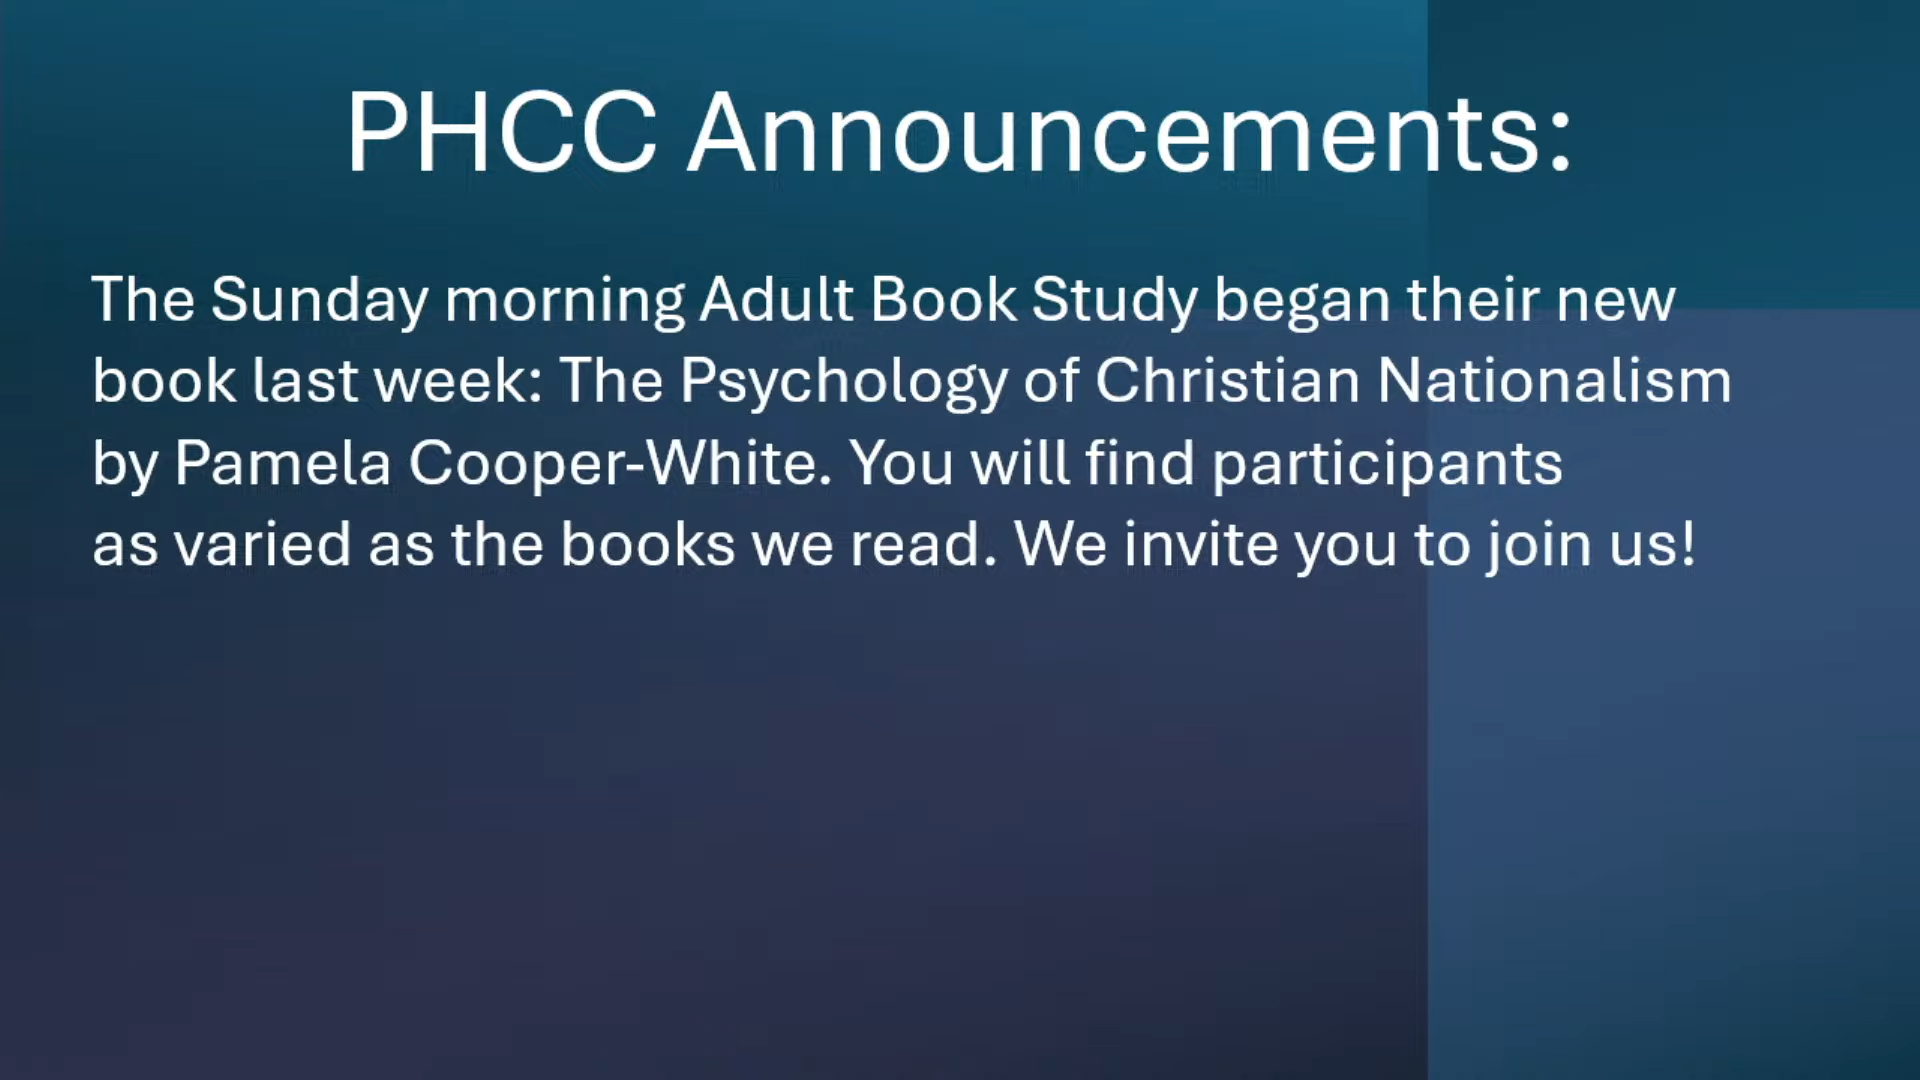 PHCC Announcements:
The Sunday morning Adult Book Study began their new
book last week: The Psychology of Christian Nationalism
by Pamela Cooper-White. You will find participants
as varied as the books we read. We invite you to join us!